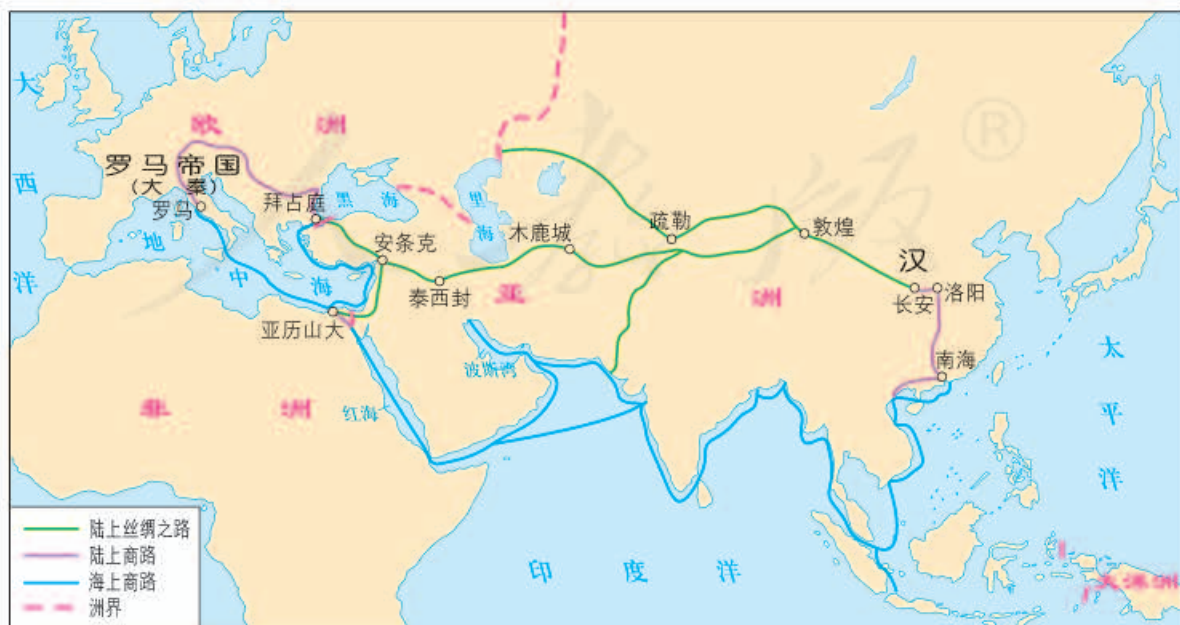 大西洋
欧洲
®
罗马帝国
（大秦）
罗马
拜占庭
黑海
里海
地中海
安条克
木鹿城
疏勒
敦煌
汉
泰西封
亚洲
长安
洛阳
亚历山大
南海
太平洋
波斯湾
红海
非洲
印度洋
大洋洲
陆上丝绸之路
陆上商路
海上商路
洲界